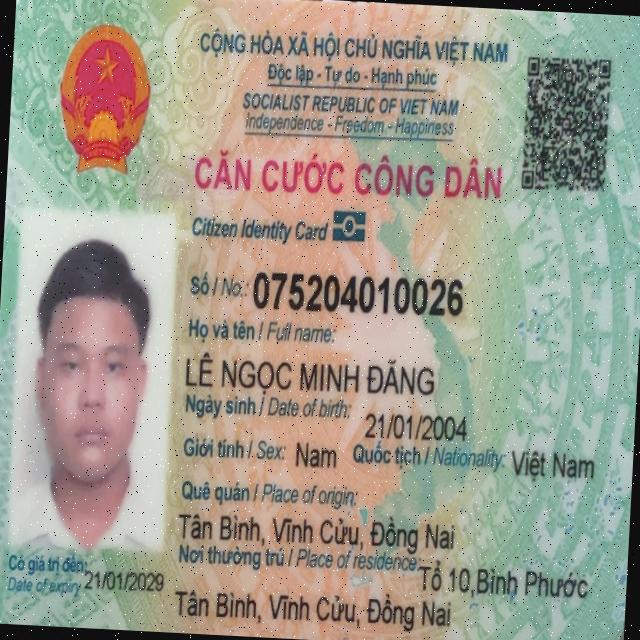 CỘNG HÒA XÃ HỘI CHỦ NGHĨA VIỆT NAM
Độc lập - Tự do - Hạnh phúc
SOCIALIST REPUBLIC OF VIET NAM
Independence - Freedom - Happiness
CĂN CƯỚC CÔNG DÂN
Citizen Identity Card
Số / No.: 075204010026
Họ và tên / Full name:
LÊ NGỌC MINH ĐĂNG
Ngày sinh / Date of birth: 21/01/2004
Giới tính / Sex: Nam Quốc tịch / Nationality: Việt Nam
Quê quán / Place of origin:
Tân Bình, Vĩnh Cửu, Đồng Nai
Nơi thường trú / Place of residence: Tổ 10,Bình Phước
Tân Bình, Vĩnh Cửu, Đồng Nai
Có giá trị đến:
Date of expiry 21/01/2029